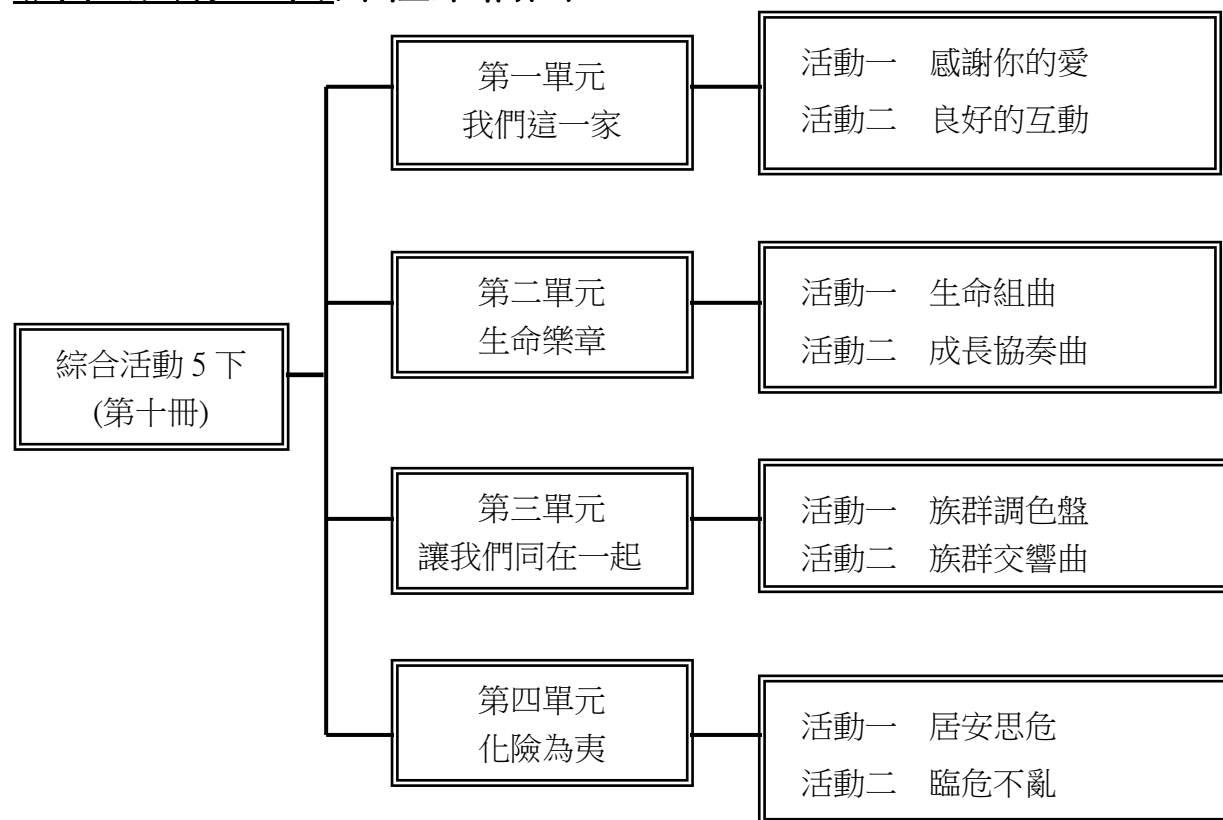 綜合活動 5 下
(第十冊)
第一單元
我們這一家
活動一　感謝你的愛
活動二　良好的互動
第二單元
生命樂章
活動一　生命組曲
活動二　成長協奏曲
第三單元
讓我們同在一起
活動一　族群調色盤
活動二　族群交響曲
第四單元
化險為夷
活動一　居安思危
活動二　臨危不亂